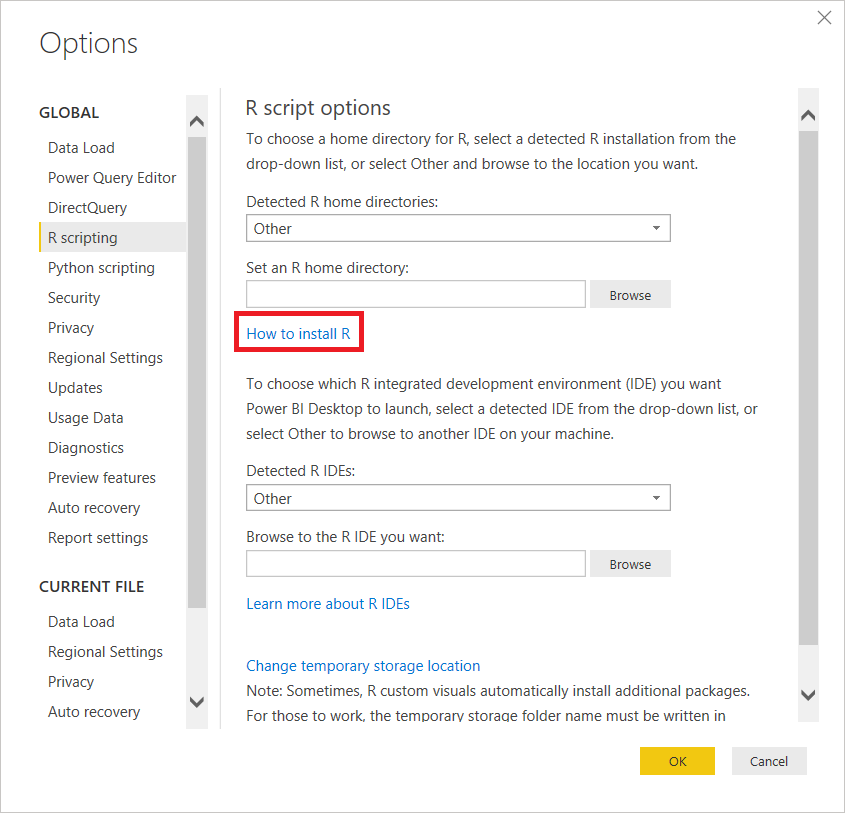 Options
GLOBAL
Data Load
Power Query Editor
DirectQuery
R scripting
Python scripting
Security
Privacy
Regional Settings
Updates
Usage Data
Diagnostics
Preview features
Auto recovery
Report settings
CURRENT FILE
Data Load
Regional Settings
Privacy
Auto recovery
R script options
To choose a home directory for R, select a detected R installation from the
drop-down list, or select Other and browse to the location you want.
Detected R home directories:
Other
Set an R home directory:
Browse
How to install R
To choose which R integrated development environment (IDE) you want
Power BI Desktop to launch, select a detected IDE from the drop-down list, or
select Other to browse to another IDE on your machine.
Detected R IDEs:
Other
Browse to the R IDE you want:
Browse
Learn more about R IDEs
Change temporary storage location
Note: Sometimes, R custom visuals automatically install additional packages.
For those to work, the temporary storage folder name must be written in
OK
Cancel